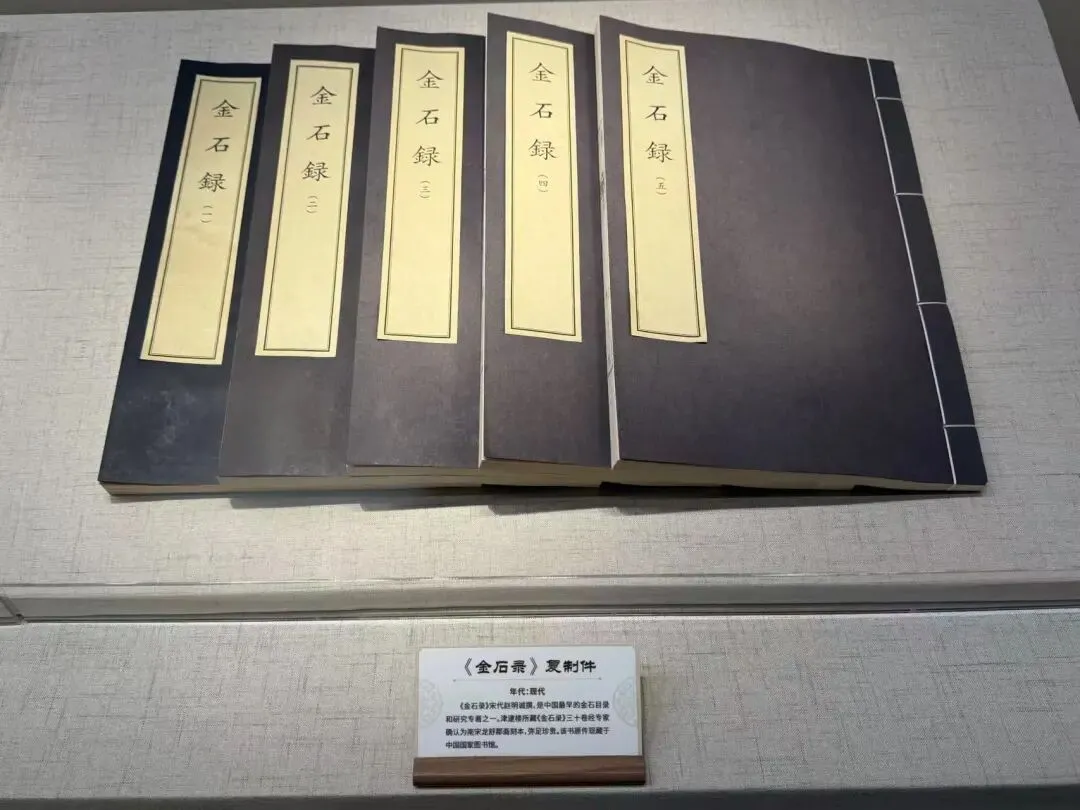 金石録
(一)
金石録
(二)
金石録
(三)
金石録
(四)
金石録
(五)
《金石录》复制件
年代：现代
《金石录》宋代赵明诚撰，是中国最早的金石目录
和研究专著之一。津逮楼所藏《金石录》三十卷经专家
确认为南宋龙舒郡斋刻本，弥足珍贵。该书原件现藏于
中国国家图书馆。